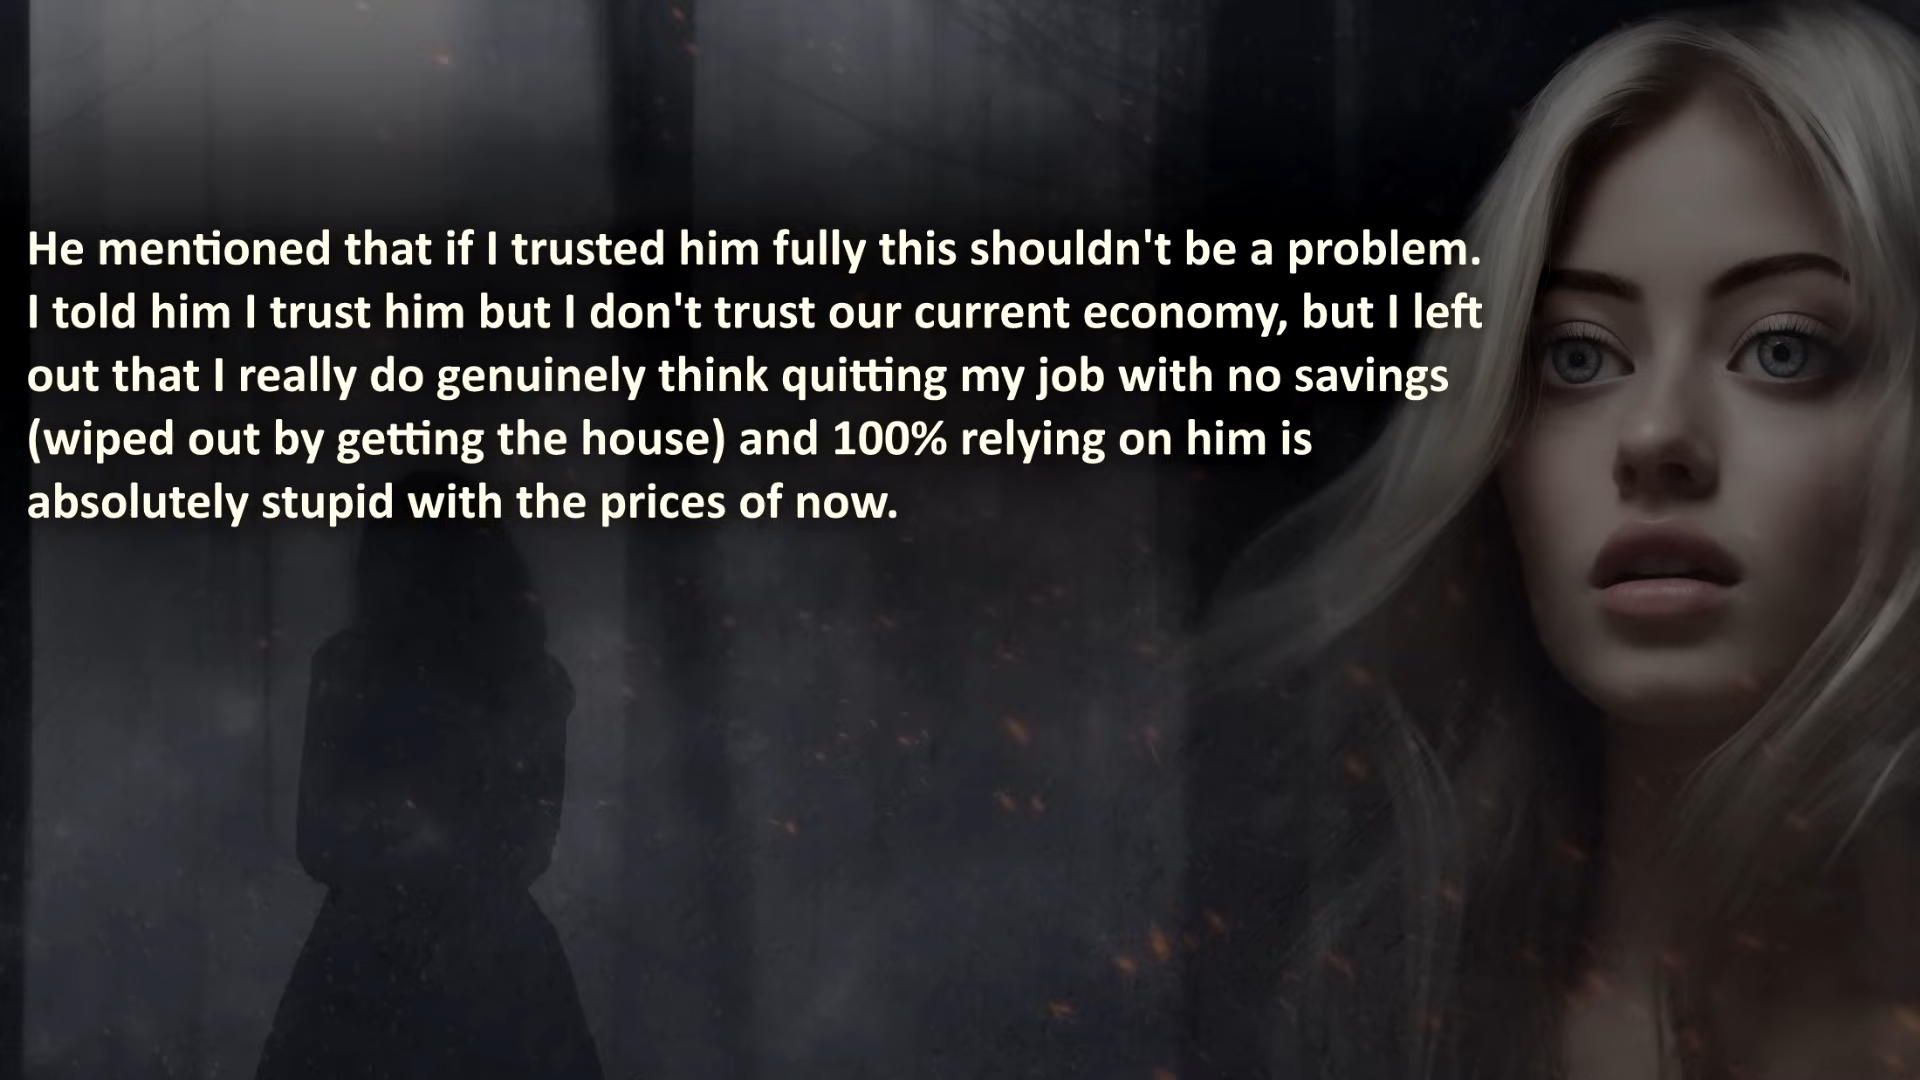 He mentioned that if I trusted him fully this shouldn't be a problem.
I told him I trust him but I don't trust our current economy, but I left
out that I really do genuinely think quitting my job with no savings
(wiped out by getting the house) and 100% relying on him is
absolutely stupid with the prices of now.